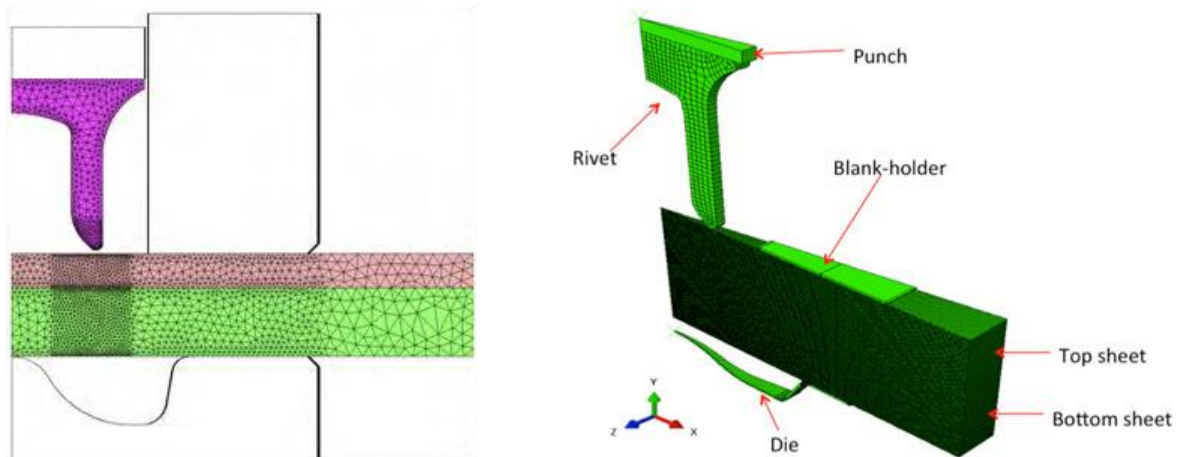 Punch
Rivet
Blank-holder
Top sheet
Bottom sheet
Die
Y
Z
X